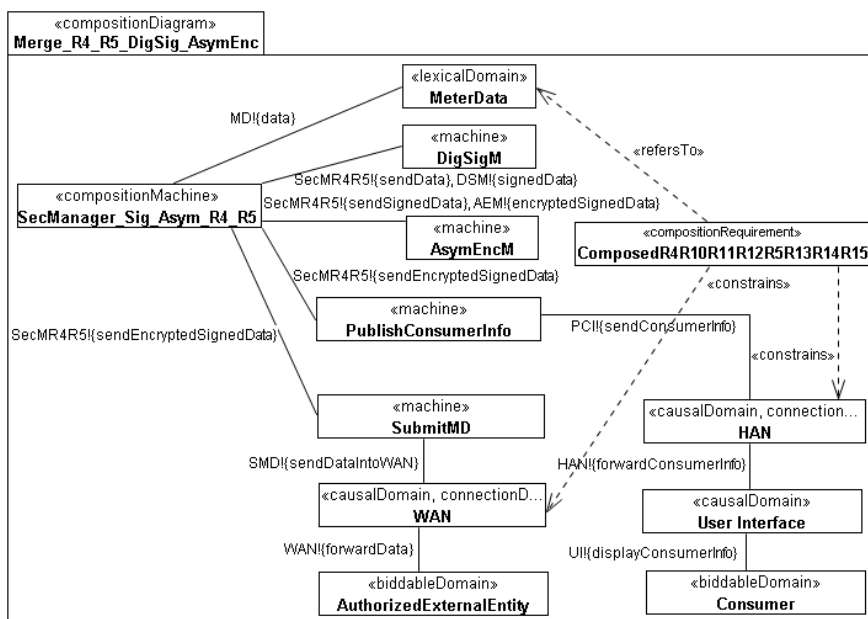 «compositionDiagram»
Merge_R4_R5_DigSig_AsymEnc
«lexicalDomain»
MeterData
MD!{data}
«refersTo»
«machine»
DigSigM
SecMR4R5!{sendData}, DSM!{signedData}
«compositionMachine»
SecManager_Sig_Asym_R4_R5
SecMR4R5!{sendSignedData}, AEM!{encryptedSignedData}
«machine»
AsymEncM
«compositionRequirement»
ComposedR4R10R11R12R5R13R14R15
SecMR4R5!{sendEncryptedSignedData}
«constrains»
«machine»
PublishConsumerInfo
PCI!{sendConsumerInfo}
SecMR4R5!{sendEncryptedSignedData}
«constrains»
«machine»
SubmitMD
«causalDomain, connection...
HAN
SMD!{sendDataIntoWAN}
HAN!{forwardConsumerInfo}
«causalDomain, connectionD...
WAN
«causalDomain»
User Interface
WAN!{forwardData}
UI!{displayConsumerInfo}
«biddableDomain»
AuthorizedExternalEntity
«biddableDomain»
Consumer